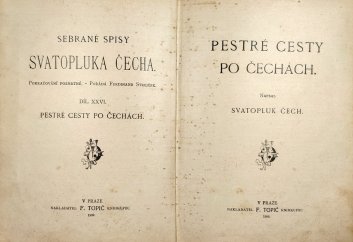 SEBRANÉ SPISY
SVATOPLUKA ČECHA.
DÍL XXVI.
PESTRÉ CESTY PO ČECHÁCH.
V PRAZE
NAKLADATEL F. TOPIČ KNIHKUPEC
PESTRÉ CESTY
PO ČECHÁCH.
NAPSAL
SVATOPLUK ČECH.
V PRAZE
NAKLADATEL F. TOPIČ KNIHKUPEC